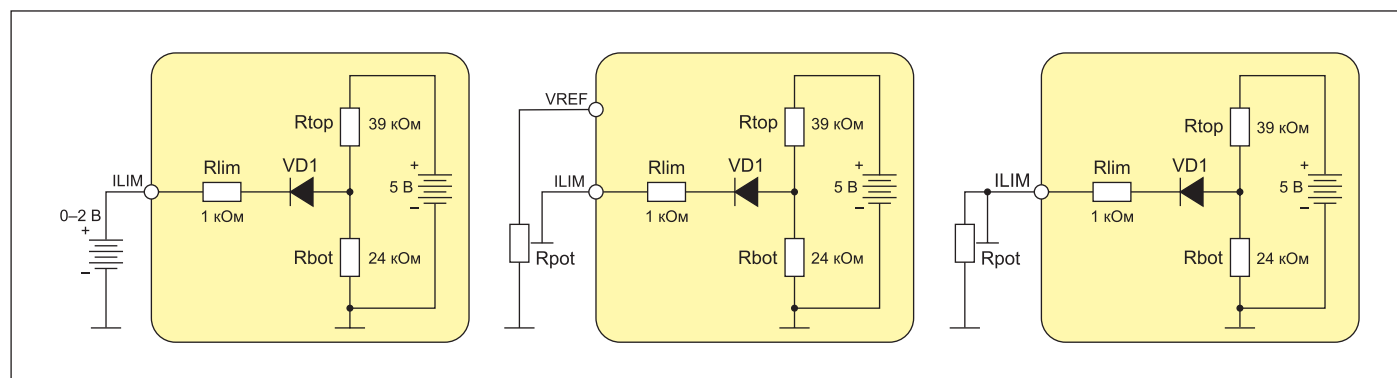 Rtop 39 кОм
Rlim VD1
ILIM
+
5 В
−
0–2 В
+
1 кОм
−
Rbot 24 кОм
VREF
Rtop 39 кОм
Rlim VD1
ILIM
+
5 В
−
1 кОм
Rpot
Rbot 24 кОм
Rtop 39 кОм
Rlim VD1
ILIM
+
5 В
−
1 кОм
Rpot
Rbot 24 кОм